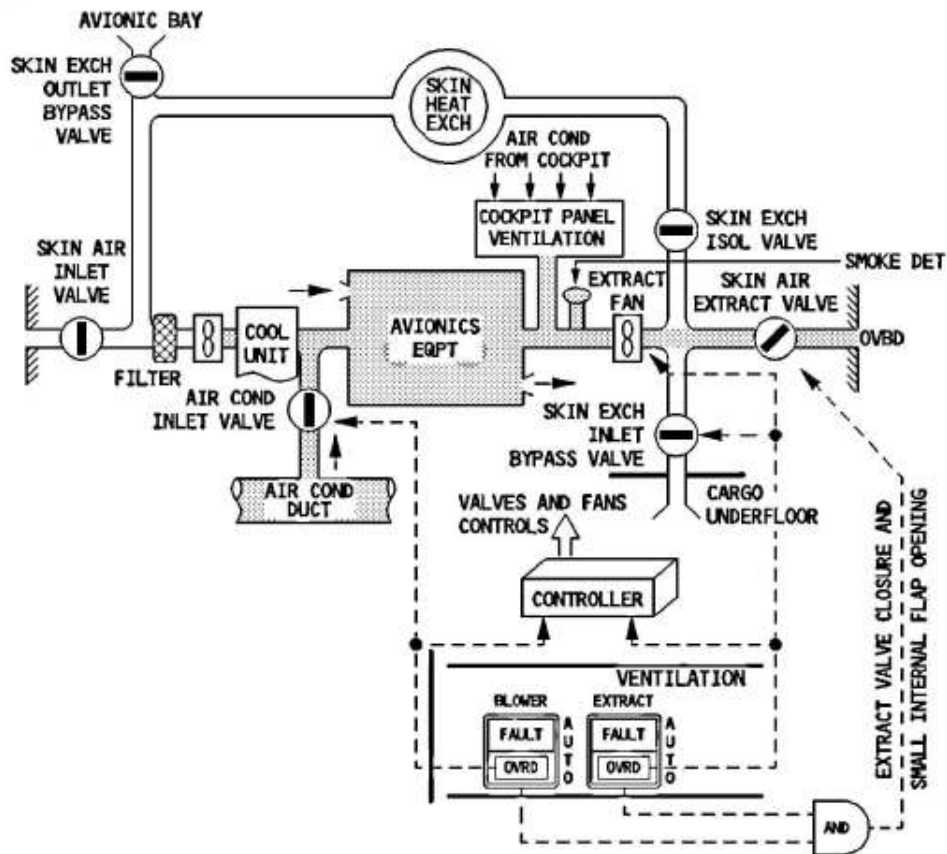 AVIONIC BAY
SKIN EXCH
OUTLET
BYPASS
VALVE
SKIN
HEAT
EXCH
AIR COND
FROM COCKPIT
COCKPIT PANEL
VENTILATION
SKIN EXCH
ISOL VALVE
SMOKE DET
SKIN AIR
INLET
VALVE
EXTRACT
FAN
SKIN AIR
EXTRACT VALVE
COOL
UNIT
AVIONICS
EQPT
OVBD
FILTER
AIR COND
INLET VALVE
SKIN EXCH
INLET
BYPASS VALVE
AIR COND
DUCT
VALVES AND FANS
CONTROLS
CARGO
UNDERFLOOR
CONTROLLER
EXTRACT VALVE CLOSURE AND
SMALL INTERNAL FLAP OPENING
VENTILATION
BLOWER
EXTRACT
FAULT
OVRD
AUTO
FAULT
OVRD
AUTO
AND